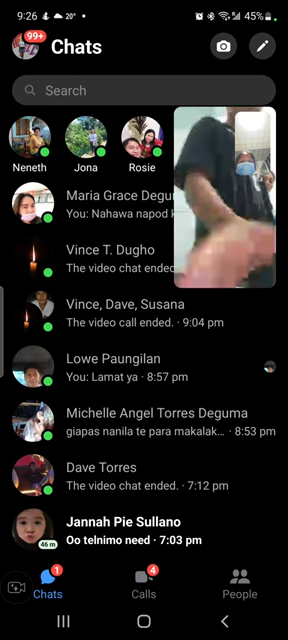 9:26 20° 45%
99+
Chats
Search
Neneth Jona Rosie
Maria Grace Degu
You: Nahawa napod
Vince T. Dugho
The video chat ended
Vince, Dave, Susana
The video call ended. · 9:04 pm
Lowe Paungilan
You: Lamat ya · 8:57 pm
Michelle Angel Torres Deguma
giapas nanila te para makalak... · 8:53 pm
Dave Torres
The video chat ended. · 7:12 pm
Jannah Pie Sullano
46 m
Oo telnimo need · 7:03 pm
1 4
Chats Calls People